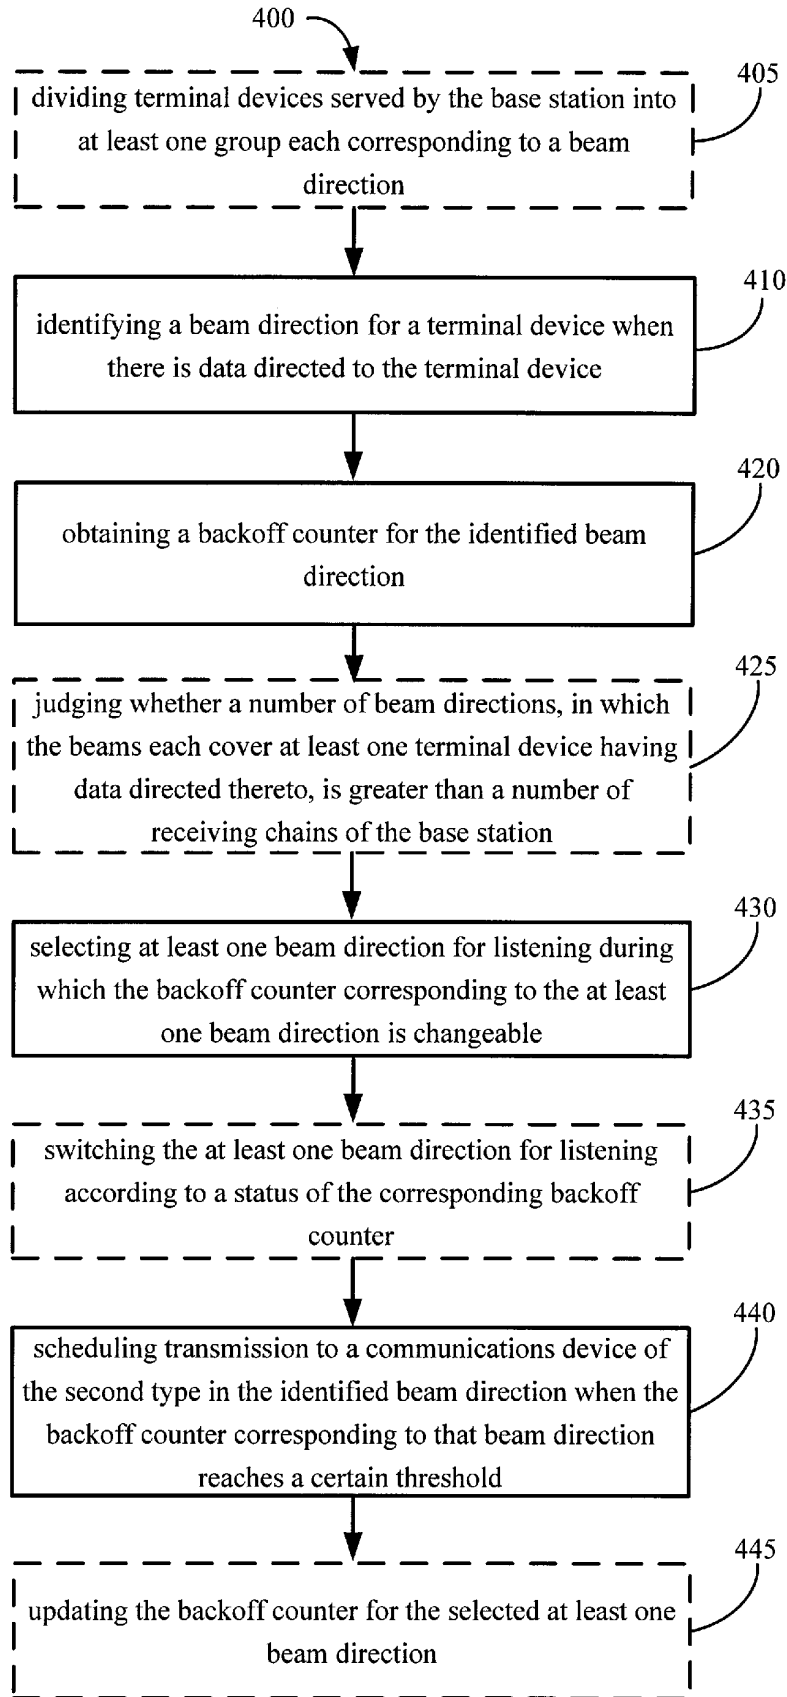 400
405
dividing terminal devices served by the base station into
at least one group each corresponding to a beam
direction
410
identifying a beam direction for a terminal device when
there is data directed to the terminal device
420
obtaining a backoff counter for the identified beam
direction
425
judging whether a number of beam directions, in which
the beams each cover at least one terminal device having
data directed thereto, is greater than a number of
receiving chains of the base station
430
selecting at least one beam direction for listening during
which the backoff counter corresponding to the at least
one beam direction is changeable
435
switching the at least one beam direction for listening
according to a status of the corresponding backoff
counter
440
scheduling transmission to a communications device of
the second type in the identified beam direction when the
backoff counter corresponding to that beam direction
reaches a certain threshold
445
updating the backoff counter for the selected at least one
beam direction